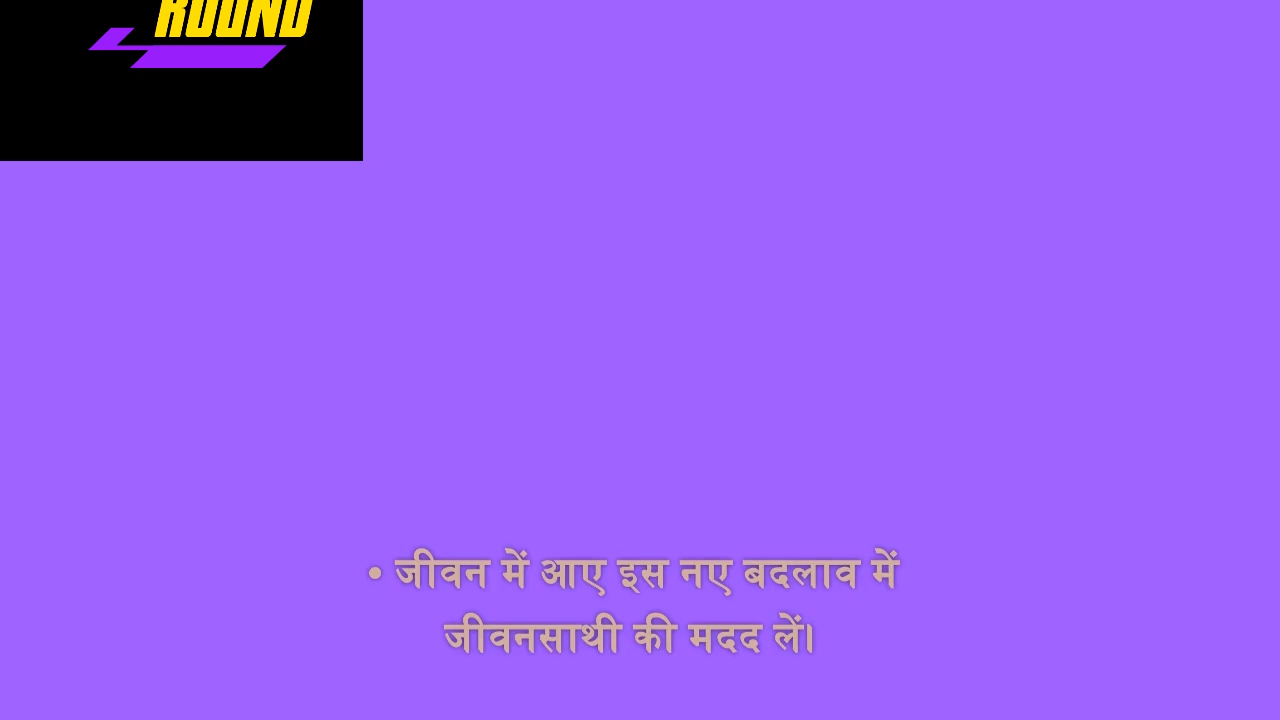 ROUND
• जीवन में आए इस नए बदलाव में
जीवनसाथी की मदद लें।